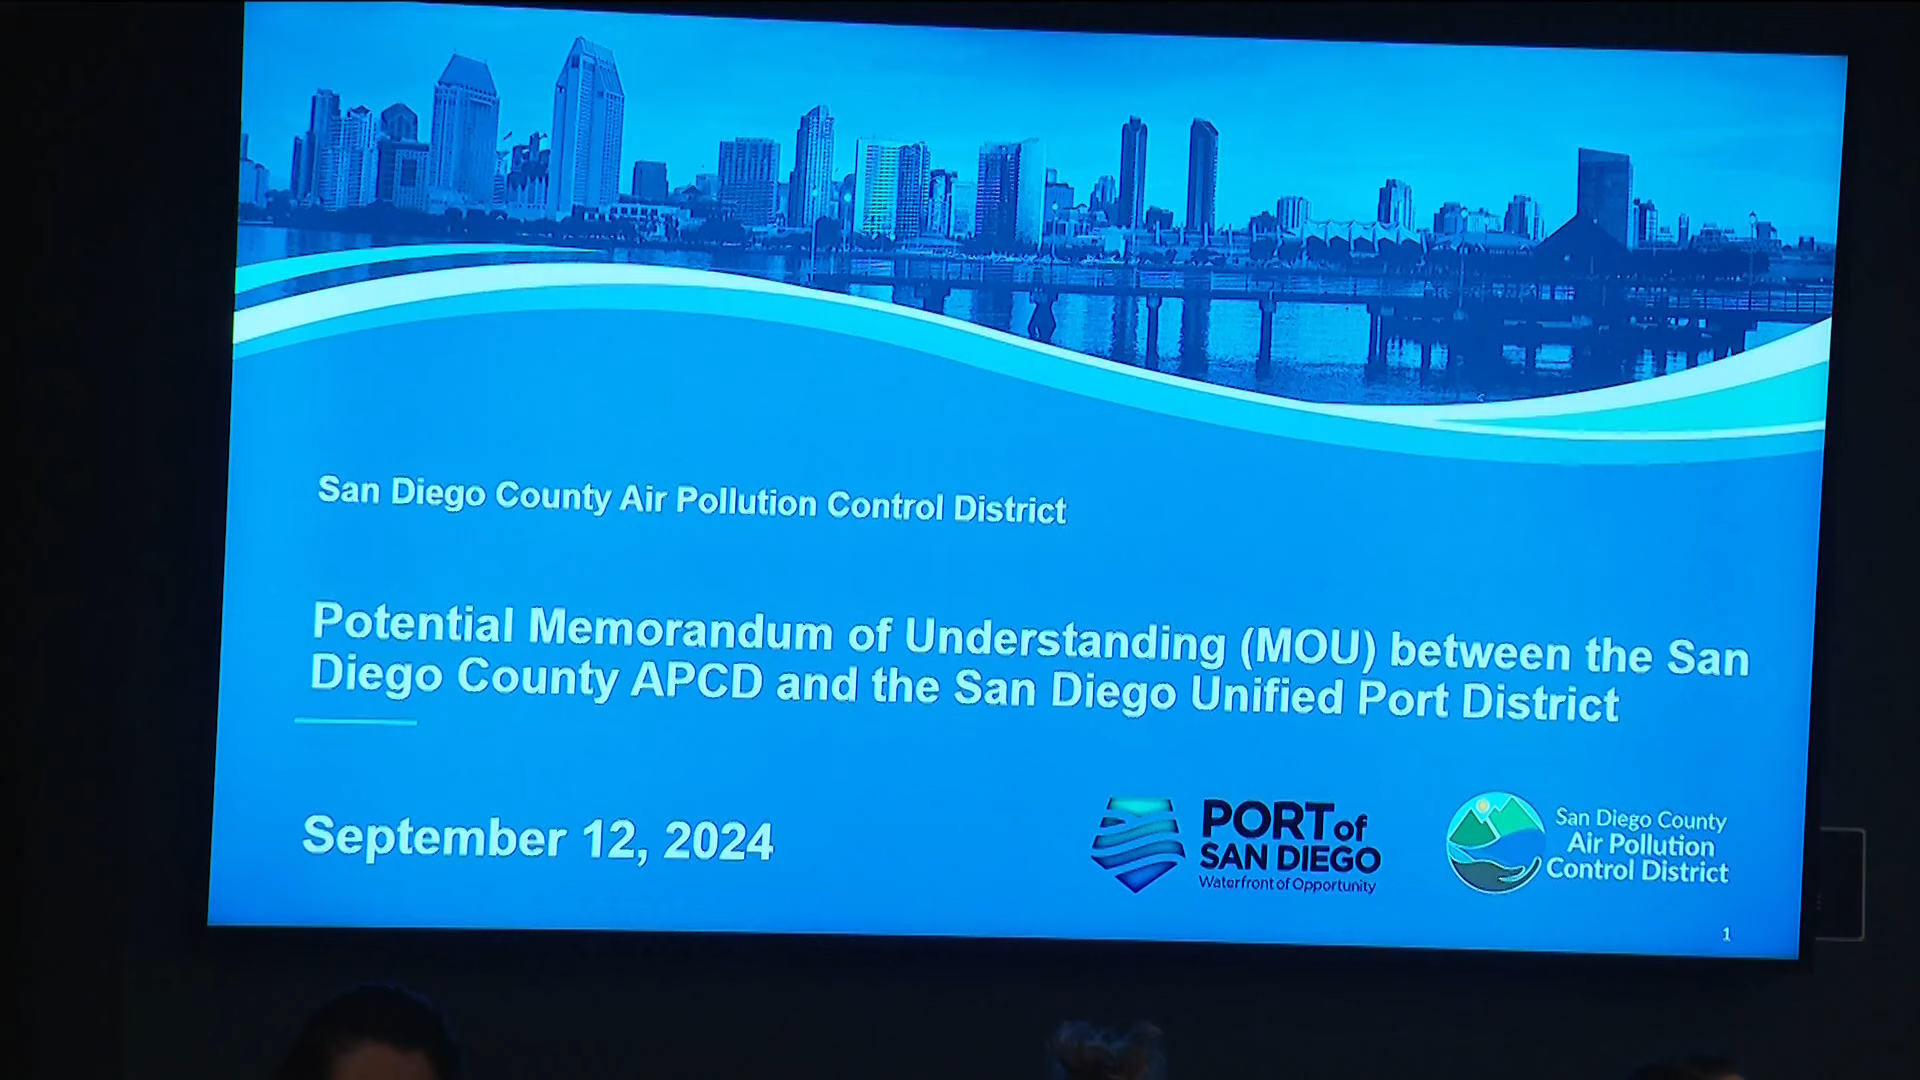 San Diego County Air Pollution Control District
Potential Memorandum of Understanding (MOU) between the San
Diego County APCD and the San Diego Unified Port District
September 12, 2024
PORT of
SAN DIEGO
Waterfront of Opportunity
San Diego County
Air Pollution
Control District
1